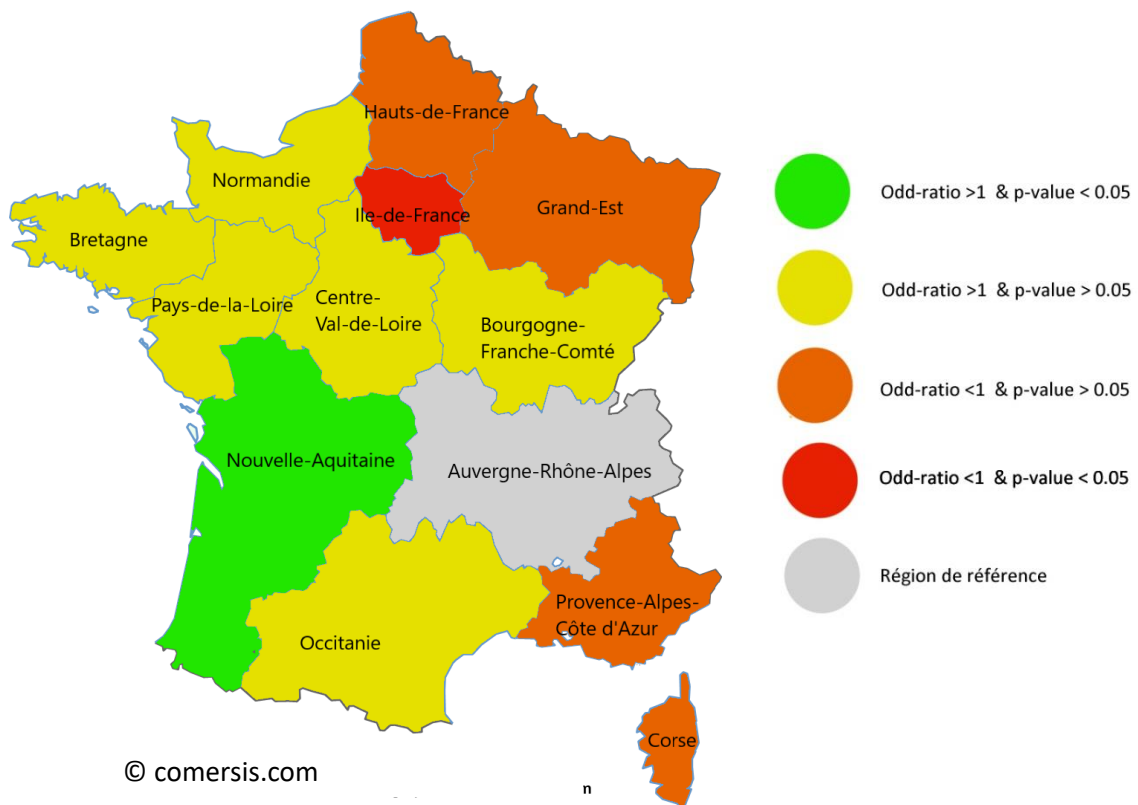 Hauts-de-France
Normandie
Ile-de-France
Grand-Est
Bretagne
Pays-de-la-Loire
Centre-
Val-de-Loire
Bourgogne-
Franche-Comté
Nouvelle-Aquitaine
Auvergne-Rhône-Alpes
Provence-Alpes-
Côte d'Azur
Occitanie
Corse
© comersis.com
n
Odd-ratio >1 & p-value < 0.05
Odd-ratio >1 & p-value > 0.05
Odd-ratio <1 & p-value > 0.05
Odd-ratio <1 & p-value < 0.05
Région de référence